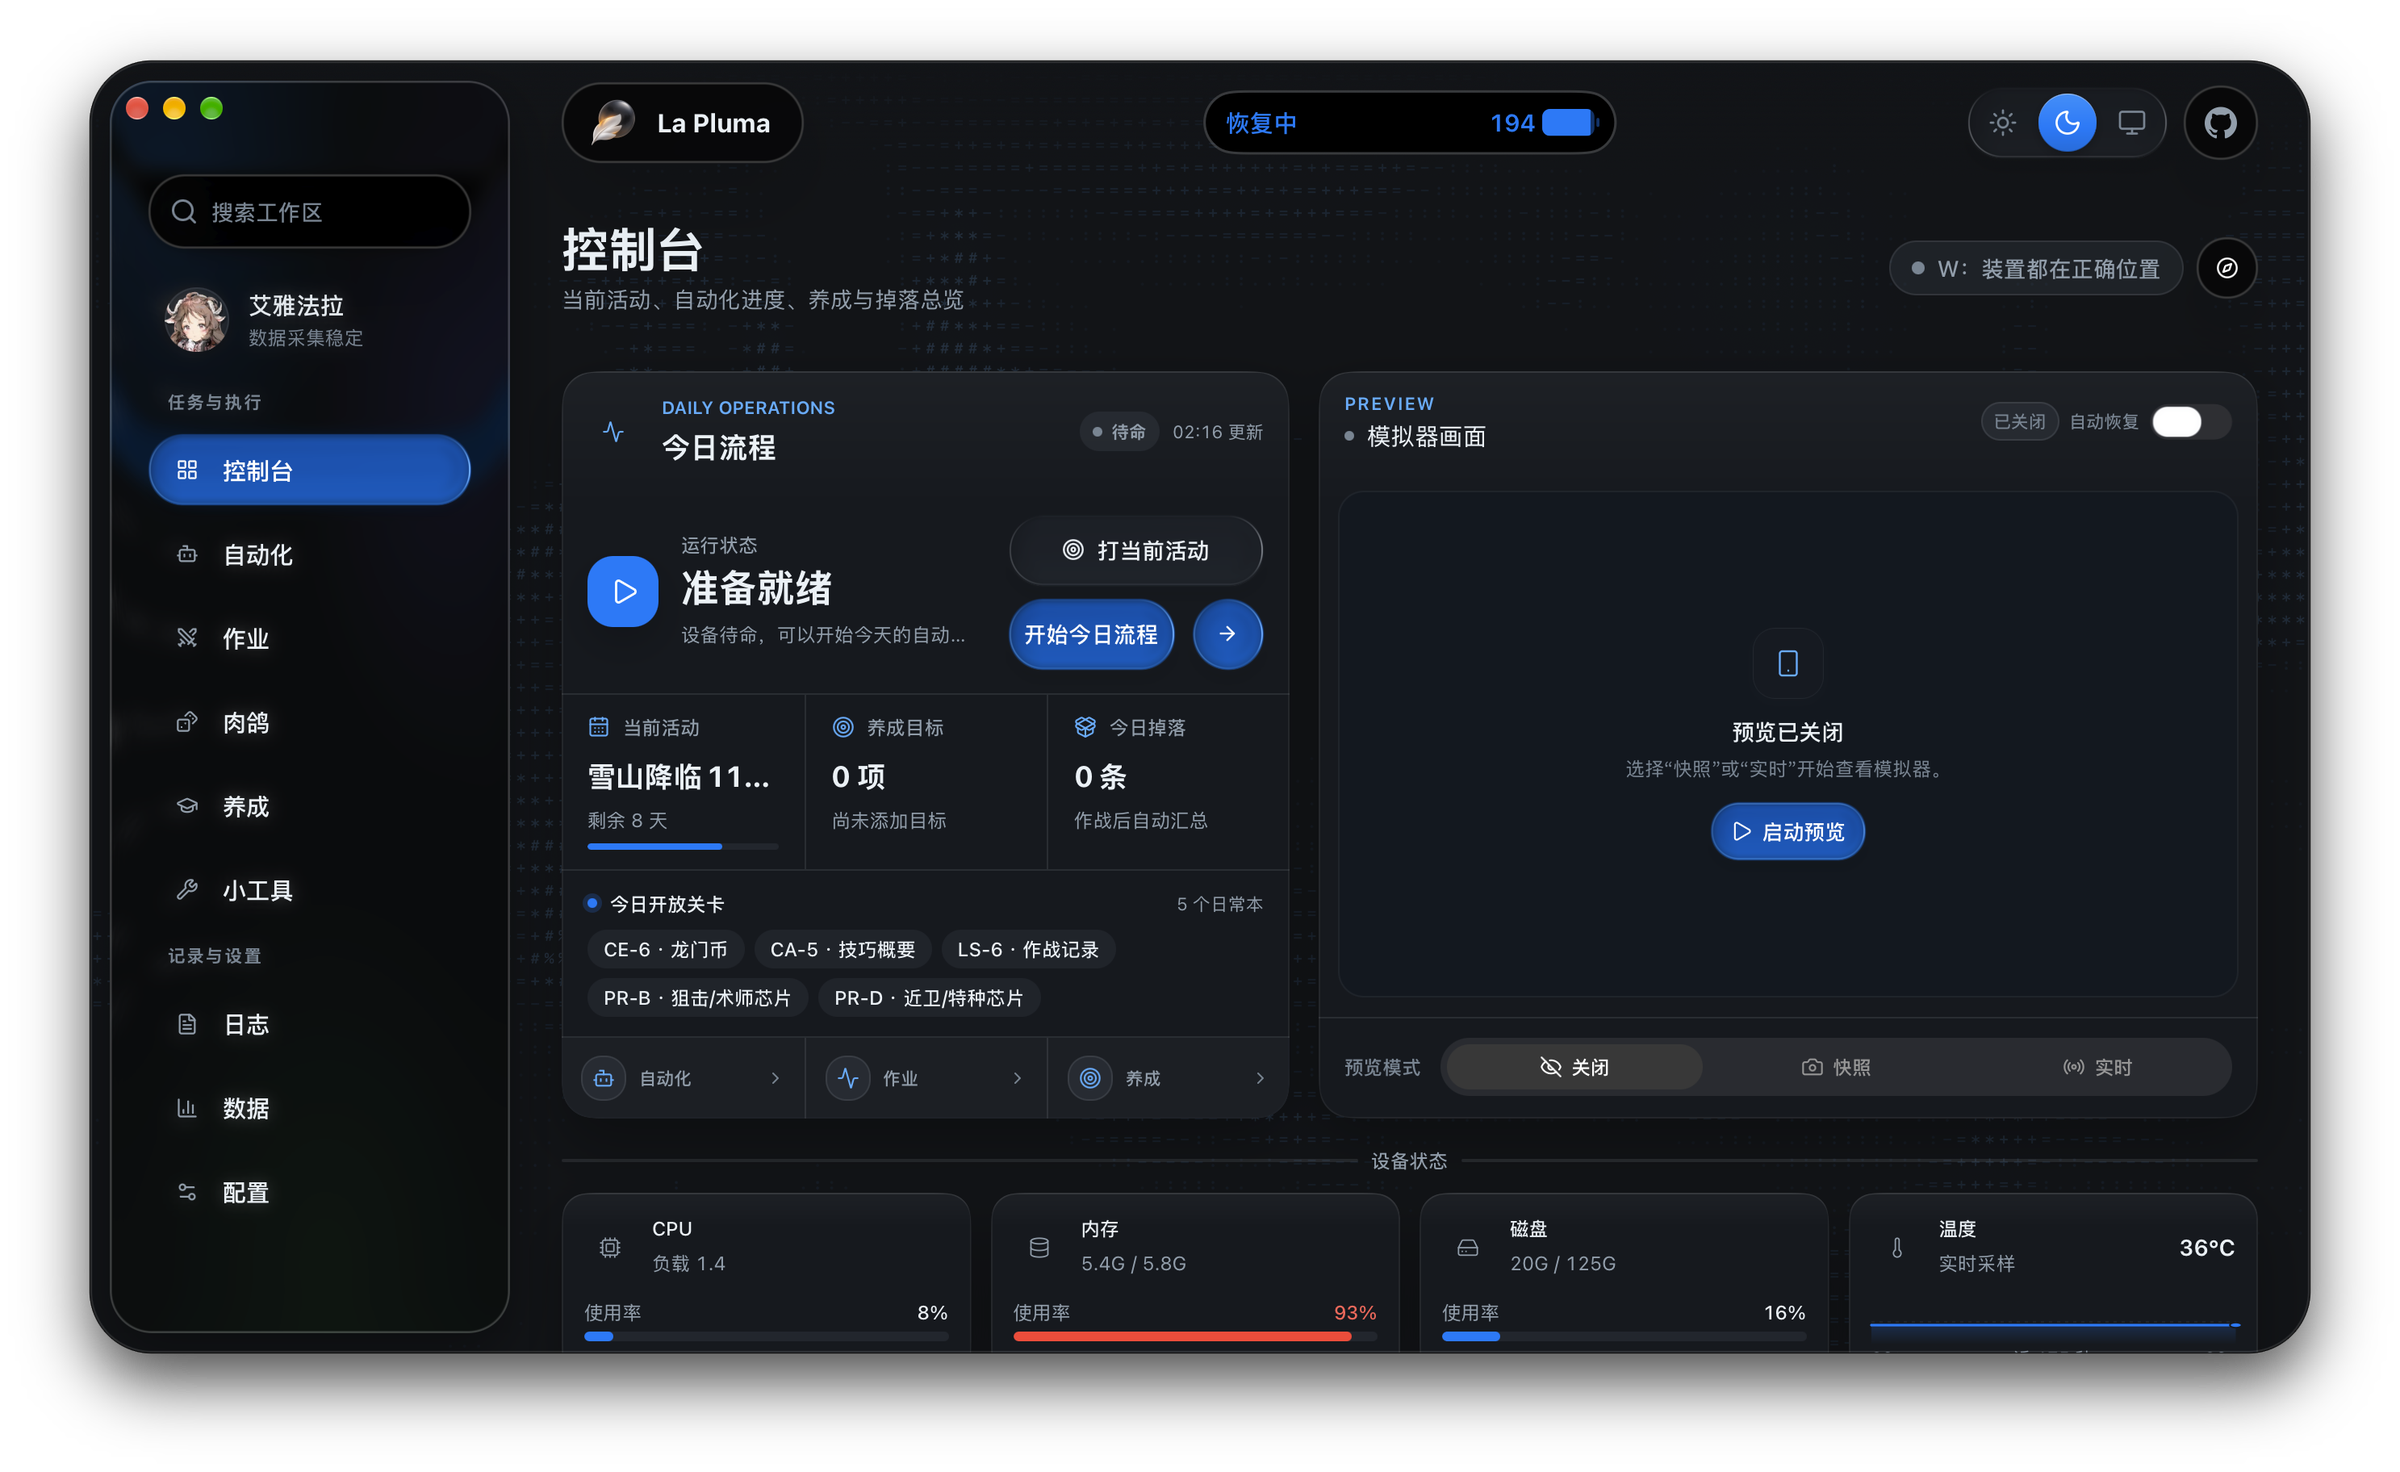 La Pluma
恢复中
194
搜索工作区
艾雅法拉
数据采集稳定
任务与执行
控制台
自动化
作业
肉鸽
养成
小工具
记录与设置
日志
数据
配置
控制台
当前活动、自动化进度、养成与掉落总览
W：装置都在正确位置
DAILY OPERATIONS
今日流程
待命
02:16 更新
运行状态
准备就绪
设备待命，可以开始今天的自动...
打当前活动
开始今日流程
当前活动
雪山降临 11...
剩余 8 天
养成目标
0 项
尚未添加目标
今日掉落
0 条
作战后自动汇总
今日开放关卡
5 个日常本
CE-6 · 龙门币
CA-5 · 技巧概要
LS-6 · 作战记录
PR-B · 狙击/术师芯片
PR-D · 近卫/特种芯片
自动化
作业
养成
PREVIEW
模拟器画面
已关闭
自动恢复
预览已关闭
选择“快照”或“实时”开始查看模拟器。
启动预览
预览模式
关闭
快照
实时
设备状态
CPU
负载 1.4
使用率
8%
内存
5.4G / 5.8G
使用率
93%
磁盘
20G / 125G
使用率
16%
温度
实时采样
36°C